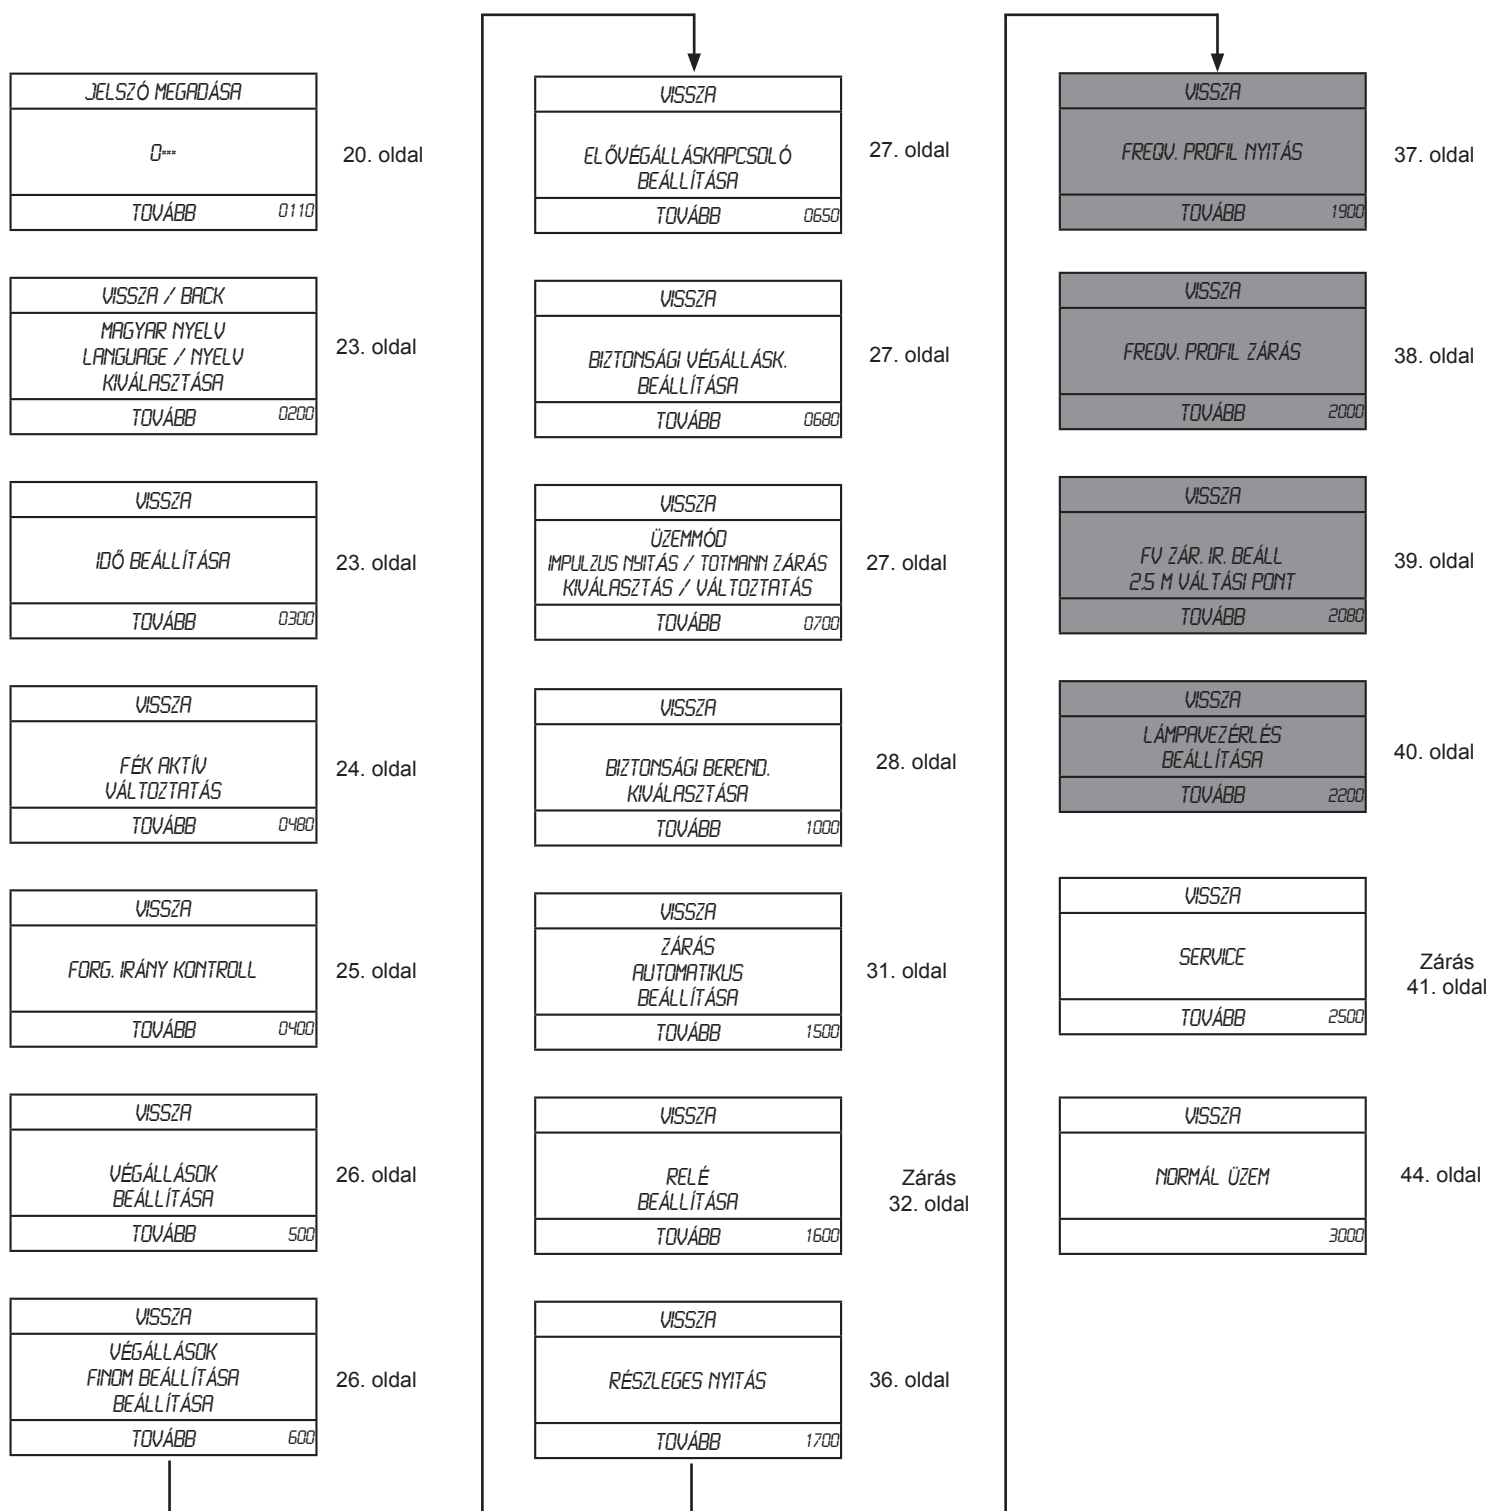 JELSZÓ MEGADÁSA
0***
TOVÁBB 0110
20. oldal
VISSZA / BACK
MAGYAR NYELV
LANGUAGE / NYELV
KIVÁLASZTÁSA
TOVÁBB 0200
23. oldal
VISSZA
IDŐ BEÁLLÍTÁSA
TOVÁBB 0300
23. oldal
VISSZA
FÉK AKTÍV
VÁLTOZTATÁS
TOVÁBB 0480
24. oldal
VISSZA
FORG. IRÁNY KONTROLL
TOVÁBB 0400
25. oldal
VISSZA
VÉGÁLLÁSOK
BEÁLLÍTÁSA
TOVÁBB 500
26. oldal
VISSZA
VÉGÁLLÁSOK
FINOM BEÁLLÍTÁSA
BEÁLLÍTÁSA
TOVÁBB 600
26. oldal
VISSZA
ELŐVÉGÁLLÁSKAPCSOLÓ
BEÁLLÍTÁSA
TOVÁBB 0650
27. oldal
VISSZA
BIZTONSÁGI VÉGÁLLÁSK.
BEÁLLÍTÁSA
TOVÁBB 0680
27. oldal
VISSZA
ÜZEMMÓD
IMPULZUS NYITÁS / TOTMANN ZÁRÁS
KIVÁLASZTÁS / VÁLTOZTATÁS
TOVÁBB 0700
27. oldal
VISSZA
BIZTONSÁGI BEREND.
KIVÁLASZTÁSA
TOVÁBB 1000
28. oldal
VISSZA
ZÁRÁS
AUTOMATIKUS
BEÁLLÍTÁSA
TOVÁBB 1500
31. oldal
VISSZA
RELÉ
BEÁLLÍTÁSA
TOVÁBB 1600
Zárás
32. oldal
VISSZA
RÉSZLEGES NYITÁS
TOVÁBB 1700
36. oldal
VISSZA
FREQV. PROFIL NYITÁS
TOVÁBB 1900
37. oldal
VISSZA
FREQV. PROFIL ZÁRÁS
TOVÁBB 2000
38. oldal
VISSZA
FV ZÁR. IR. BEÁLL
2,5 M VÁLTÁSI PONT
TOVÁBB 2080
39. oldal
VISSZA
LÁMPAVEZÉRLÉS
BEÁLLÍTÁSA
TOVÁBB 2200
40. oldal
VISSZA
SERVICE
TOVÁBB 2500
Zárás
41. oldal
VISSZA
NORMÁL ÜZEM
3000
44. oldal